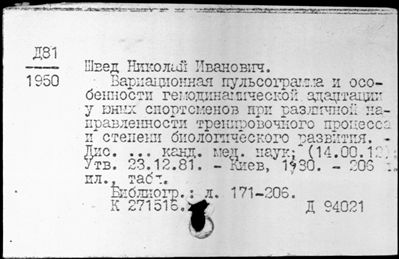 Д81
1950
Швед Николай Иванович.
Вариационная пульсограмма и осо-
бенности гемодинамической адаптации
у юных спортсменов при различной на-
правленности тренировочного процесса
и степени биологического развития. -
Дис. ... канд. мед. наук; (14.00.12).
Утв. 23.12.81. - Киев, 1980. - 206 л.
ил., табл.
Библиогр.: л. 171-206.
К 271516. Д 94021